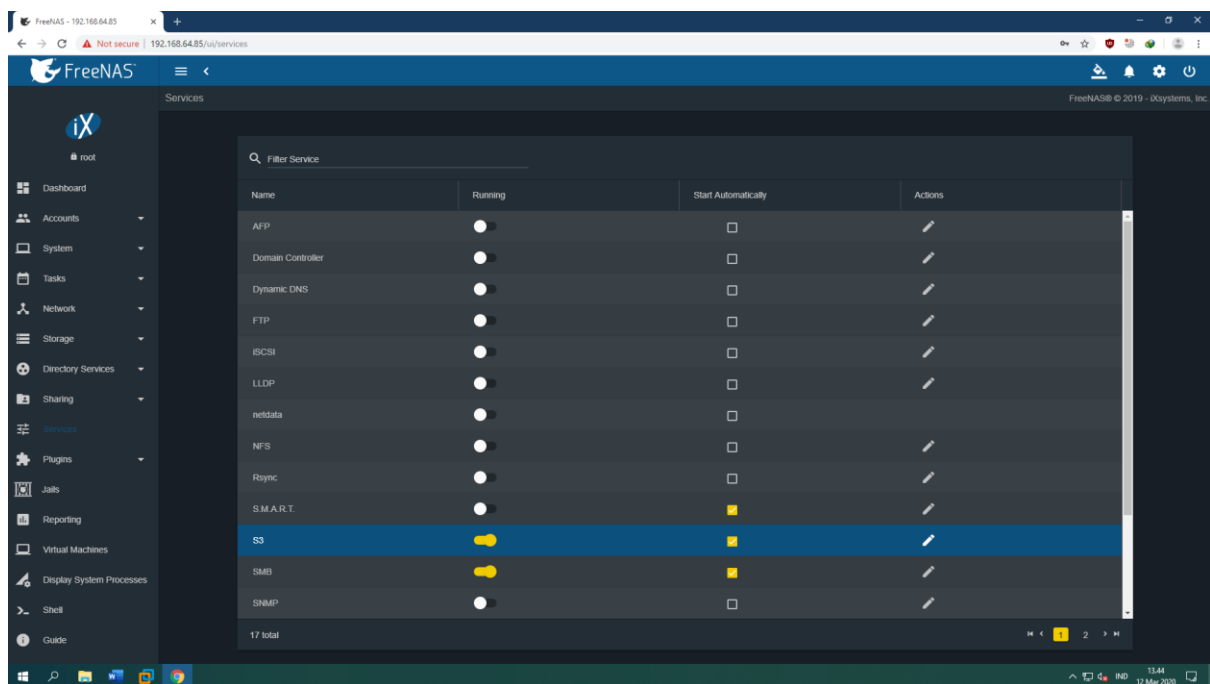 FreeNAS - 192.168.64.85
Not secure | 192.168.64.85/ui/services
FreeNAS
Services
FreeNAS® © 2019 - iXsystems, Inc.
iX
root
Filter Service
Dashboard
Accounts
System
Tasks
Network
Storage
Directory Services
Sharing
Services
Plugins
Jails
Reporting
Virtual Machines
Display System Processes
Shell
Guide
Name Running Start Automatically Actions
AFP
Domain Controller
Dynamic DNS
FTP
iSCSI
LLDP
netdata
NFS
Rsync
S.M.A.R.T.
S3
SMB
SNMP
17 total 1 2
IND 13.44
12 Mar 2020